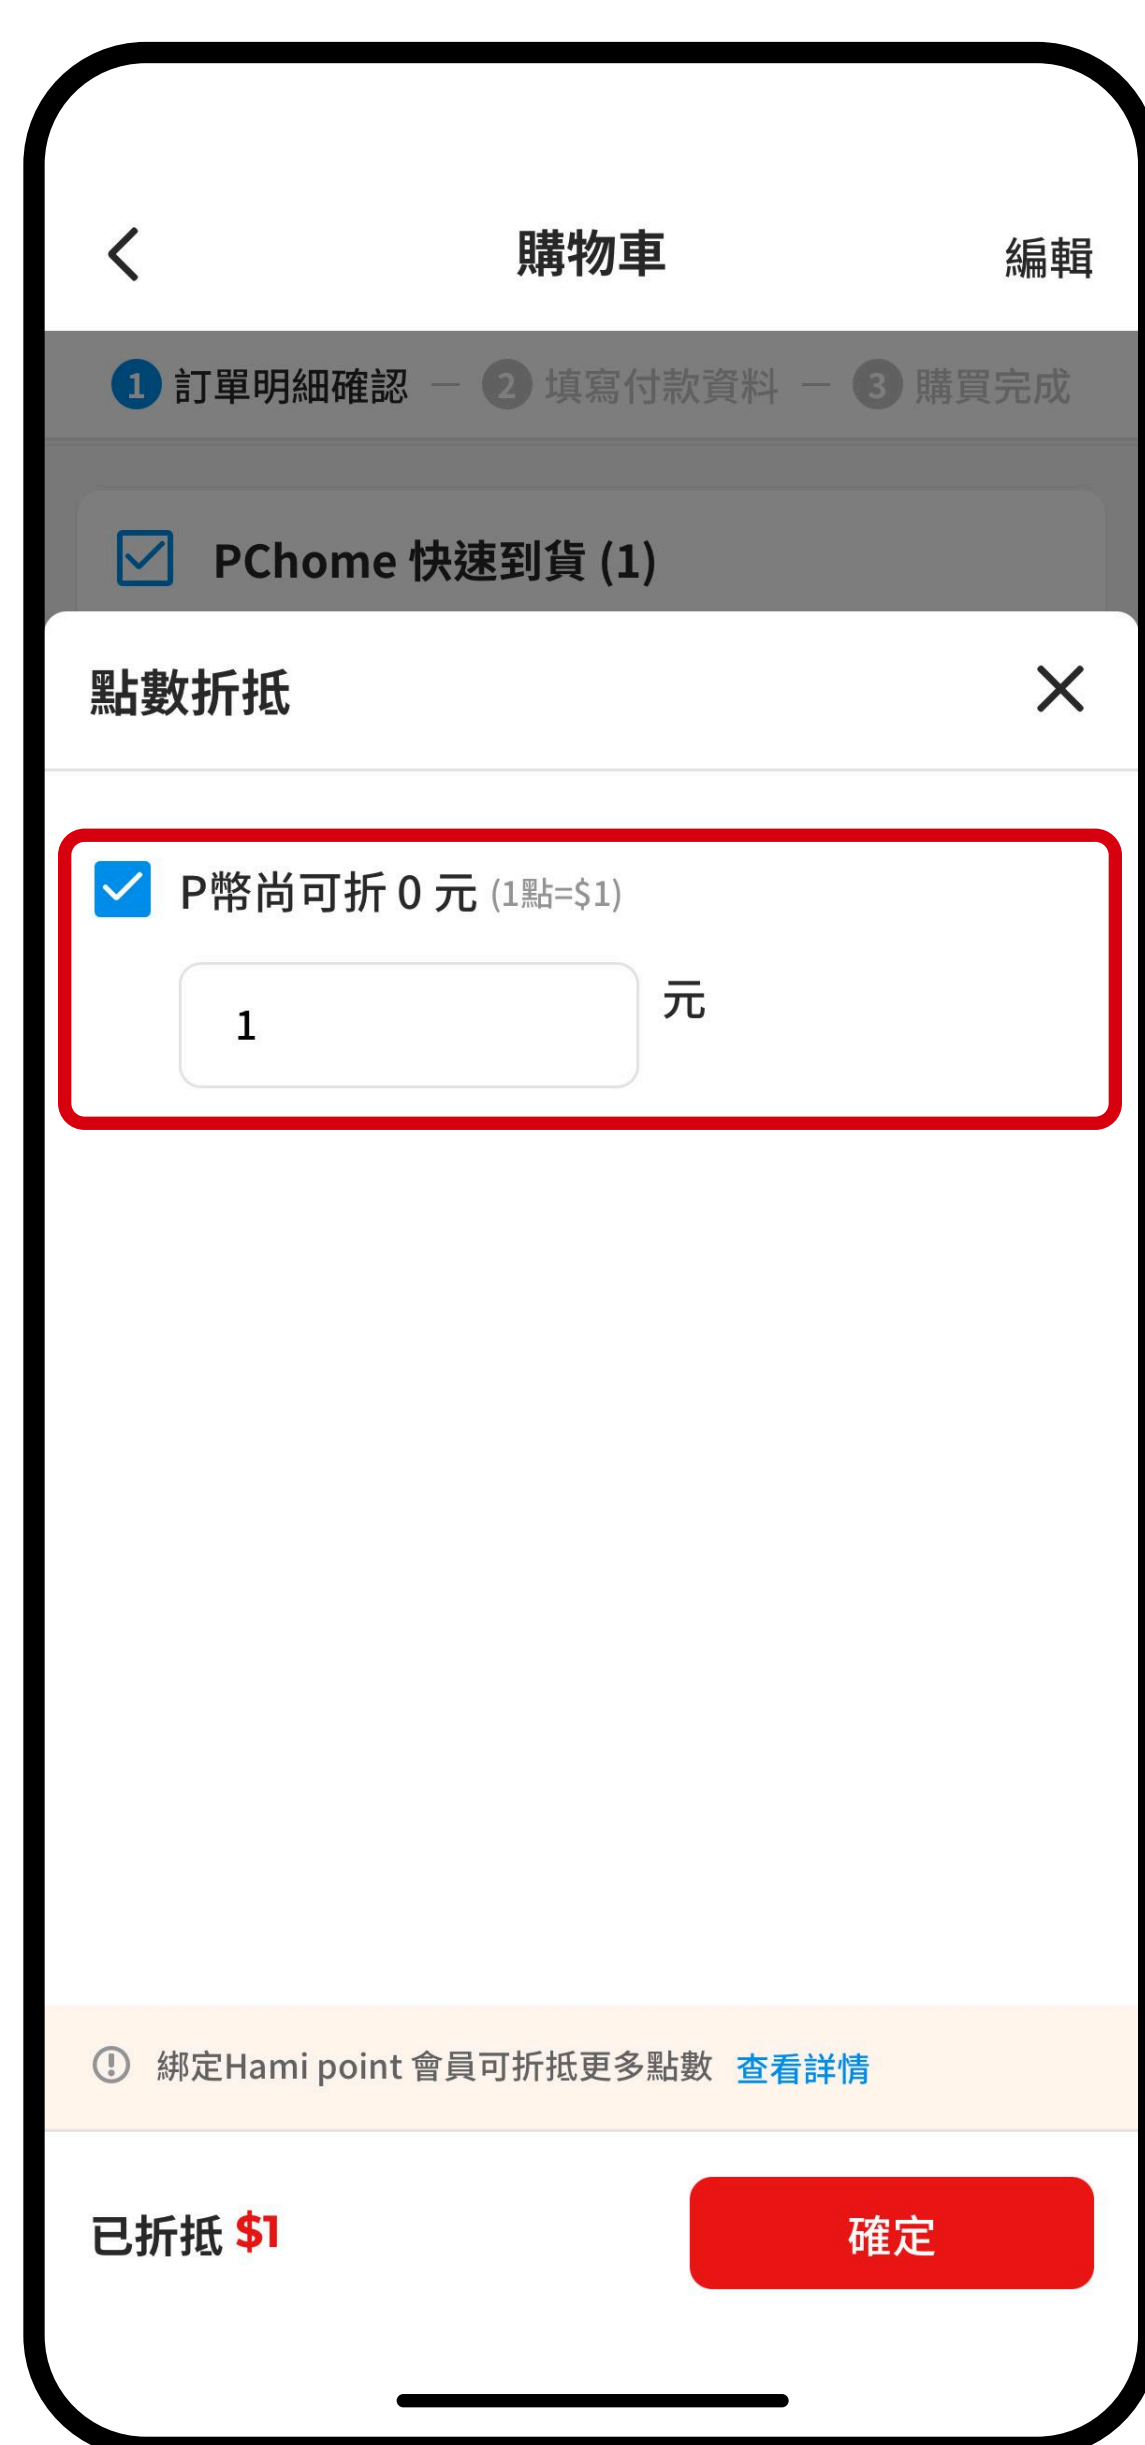 購物車 編輯
1 訂單明細確認 — 2 填寫付款資料 — 3 購買完成
PChome 快速到貨 (1)
點數折抵
P幣尚可折 0 元 (1點=$1)
1 元
綁定Hami point 會員可折抵更多點數 查看詳情
已折抵 $1 確定